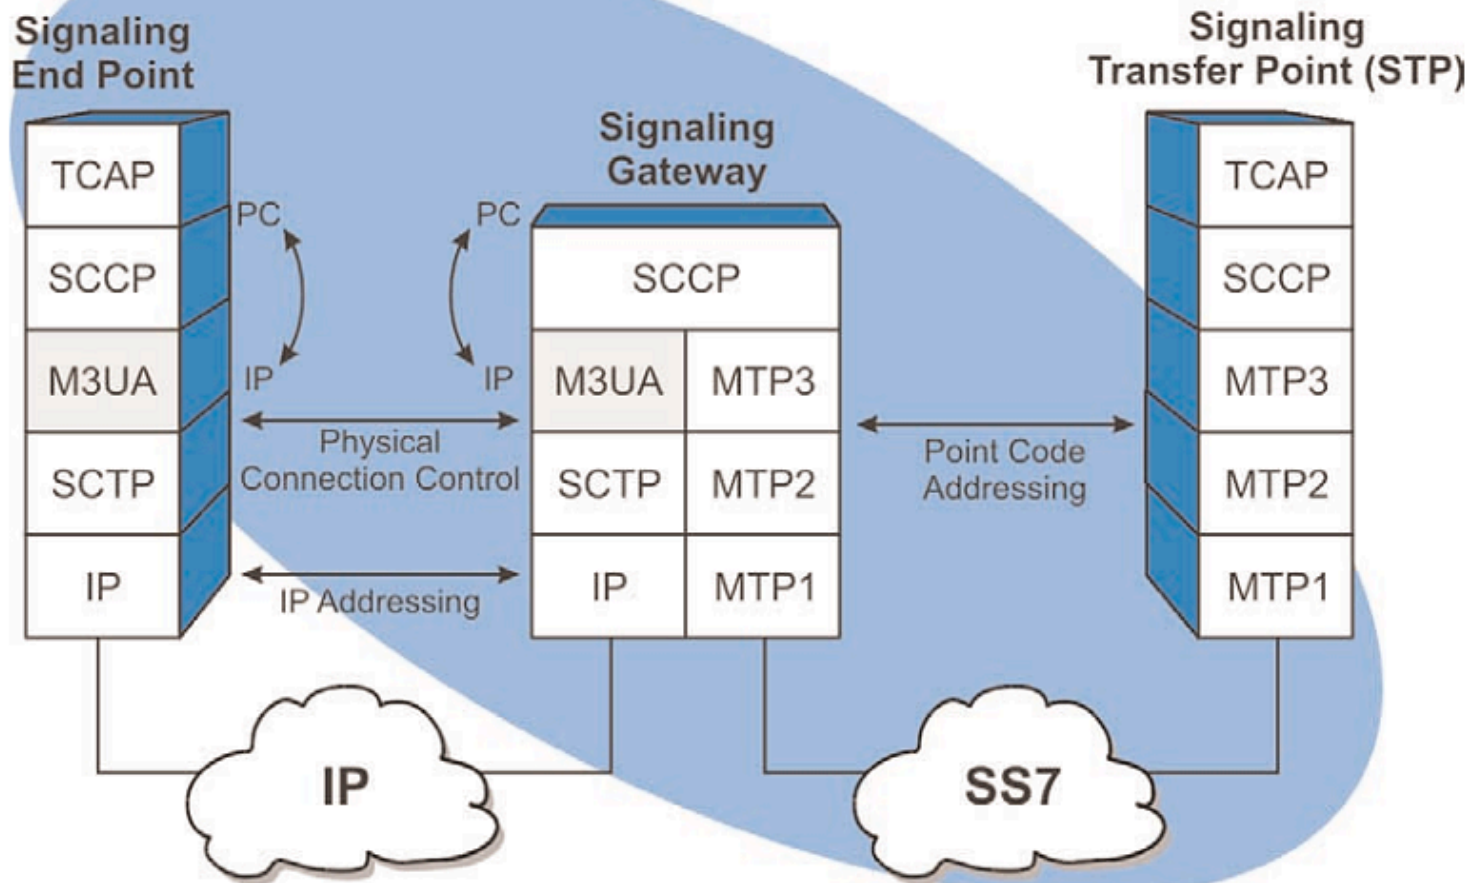 Signaling
End Point
TCAP
SCCP
M3UA
SCTP
IP
PC
IP
Physical
Connection Control
IP Addressing
PC
IP
Signaling
Gateway
SCCP
M3UA
MTP3
SCTP
MTP2
IP
MTP1
Point Code
Addressing
Signaling
Transfer Point (STP)
TCAP
SCCP
MTP3
MTP2
MTP1
IP
SS7